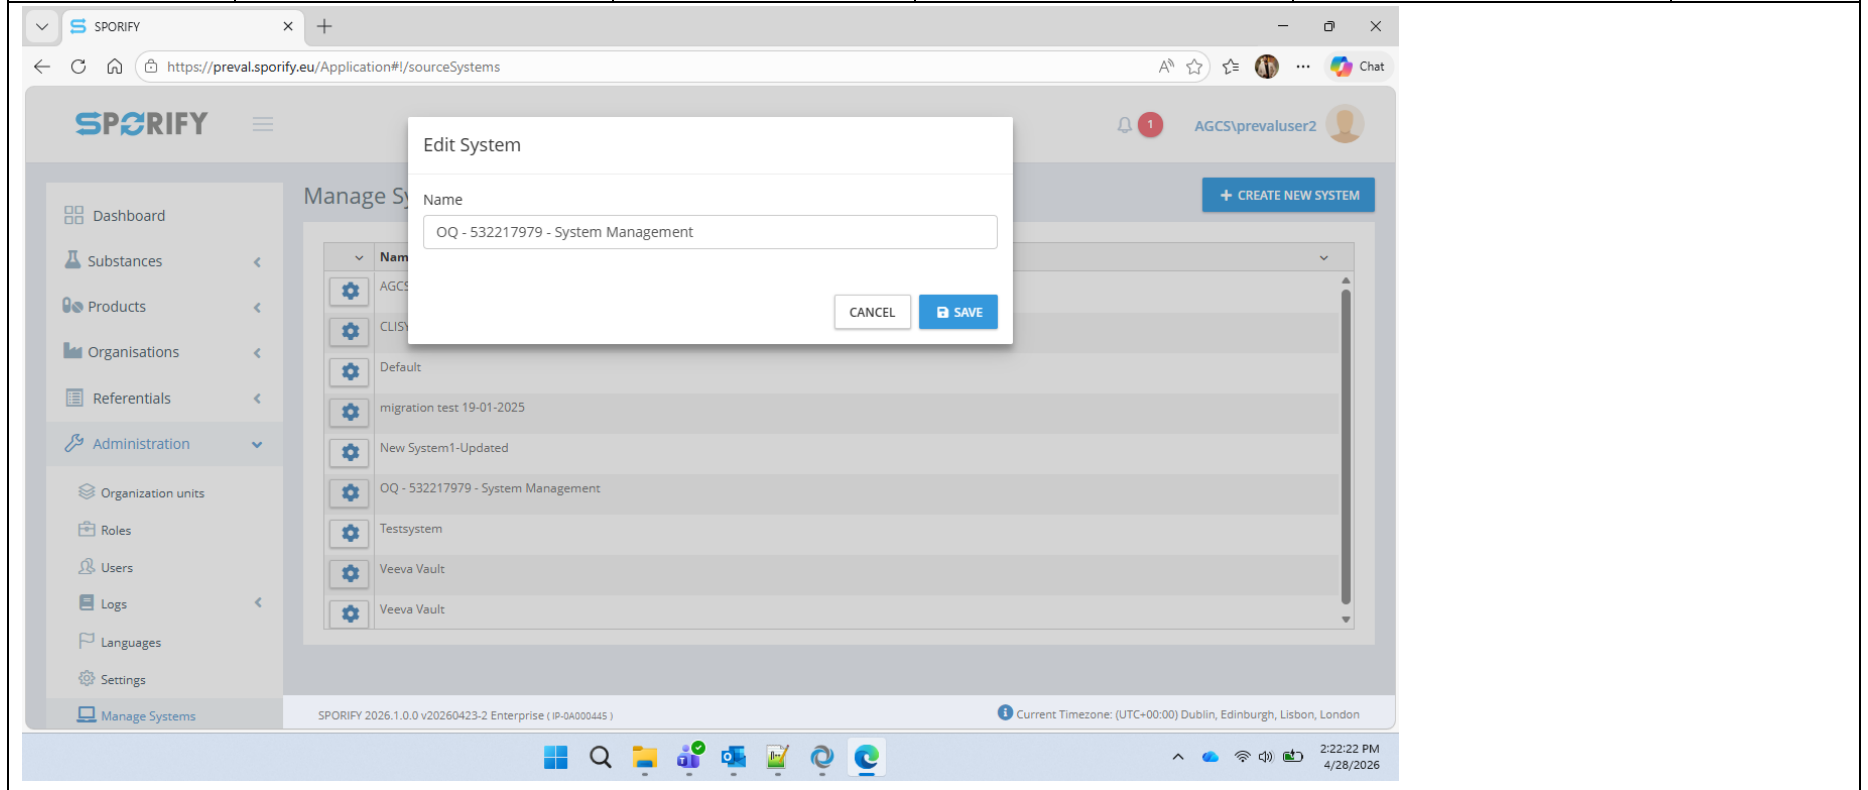 SPORIFY
https://preval.sporify.eu/Application#!/sourceSystems
Chat
SPORIFY
1
AGCS\prevaluser2
Edit System
Name
OQ - 532217979 - System Management
CANCEL
SAVE
Manage Sy
+ CREATE NEW SYSTEM
Dashboard
Substances
Products
Organisations
Referentials
Administration
Organization units
Roles
Users
Logs
Languages
Settings
Manage Systems
Nam
AGCS
CLISY
Default
migration test 19-01-2025
New System1-Updated
OQ - 532217979 - System Management
Testsystem
Veeva Vault
Veeva Vault
SPORIFY 2026.1.0.0 v20260423-2 Enterprise ( IP-0A000445 )
Current Timezone: (UTC+00:00) Dublin, Edinburgh, Lisbon, London
2:22:22 PM
4/28/2026